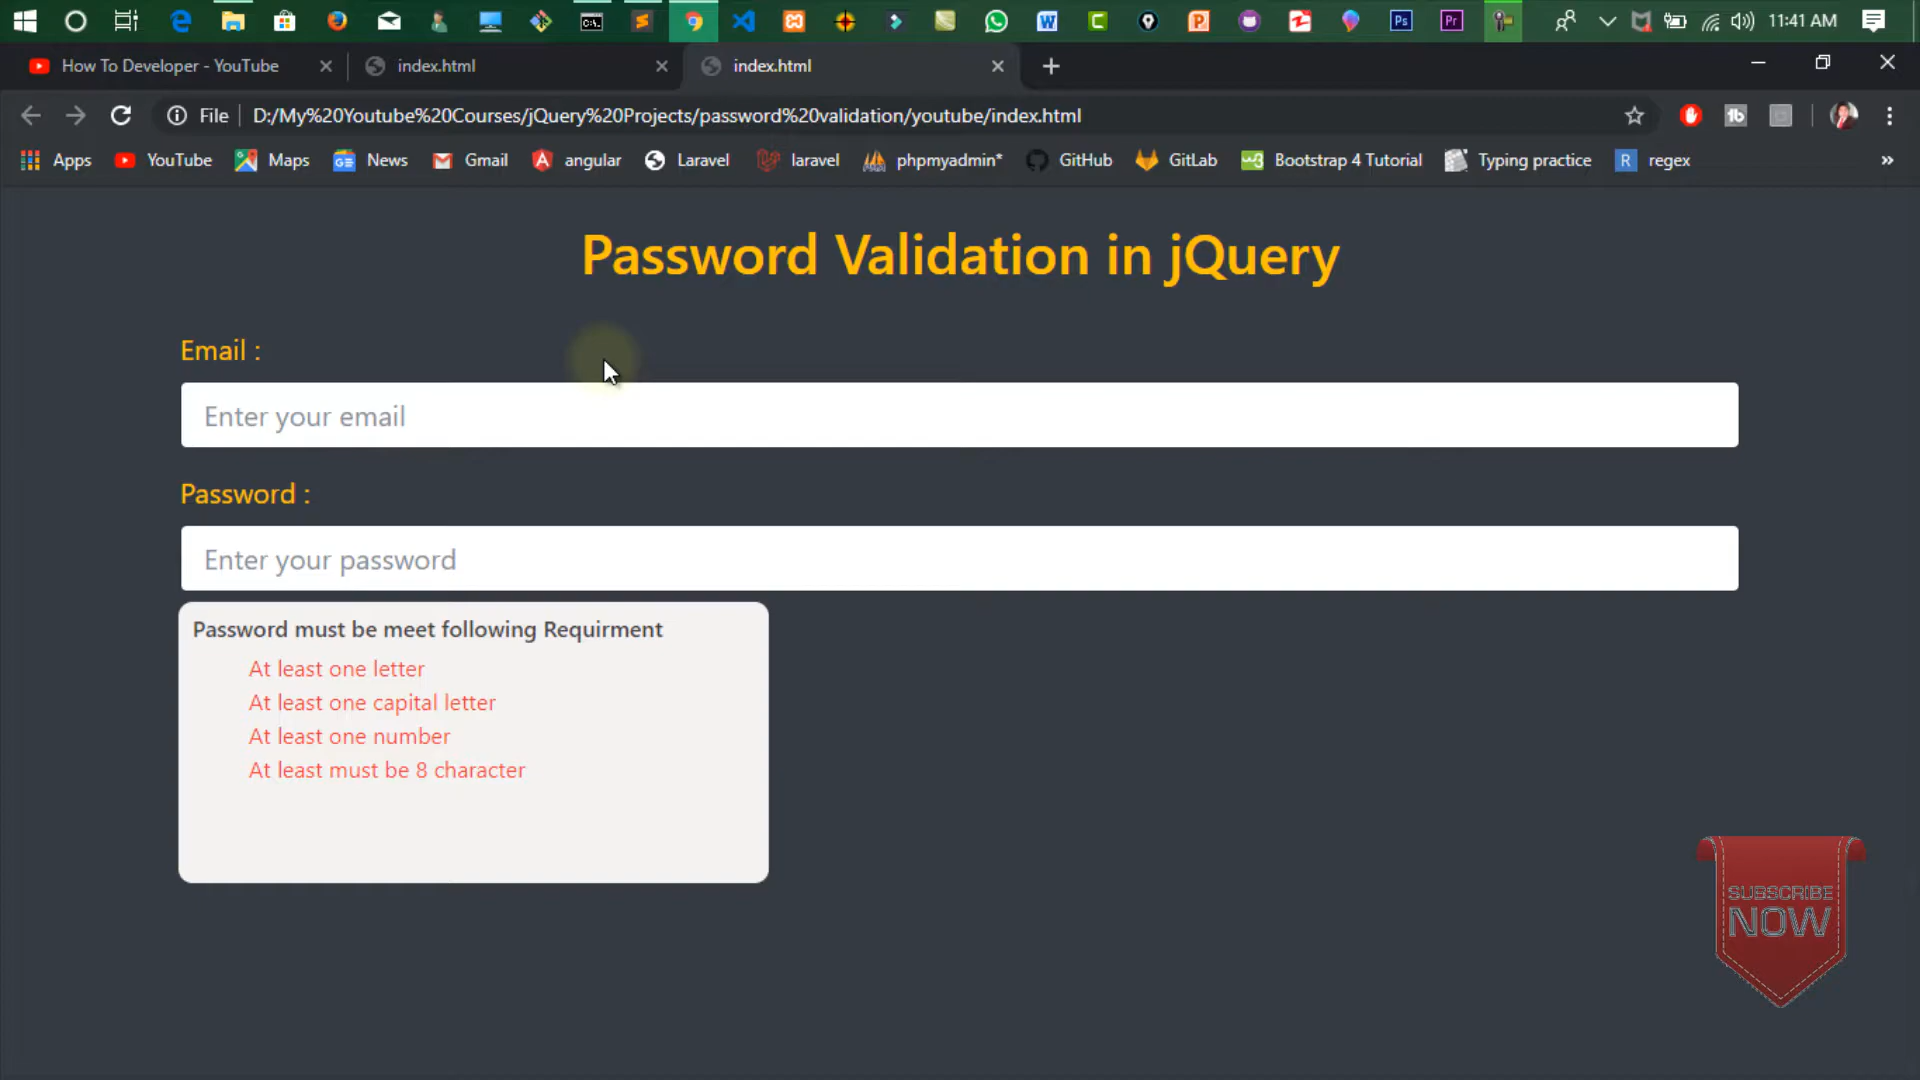 11:41 AM
How To Developer - YouTube
index.html
index.html
File
D:/My%20Youtube%20Courses/jQuery%20Projects/password%20validation/youtube/index.html
Apps
YouTube
Maps
News
Gmail
angular
Laravel
laravel
phpmyadmin*
GitHub
GitLab
Bootstrap 4 Tutorial
Typing practice
R
regex
»
Password Validation in jQuery
Email :
Enter your email
Password :
Enter your password
Password must be meet following Requirment
At least one letter
At least one capital letter
At least one number
At least must be 8 character
SUBSCRIBE
NOW